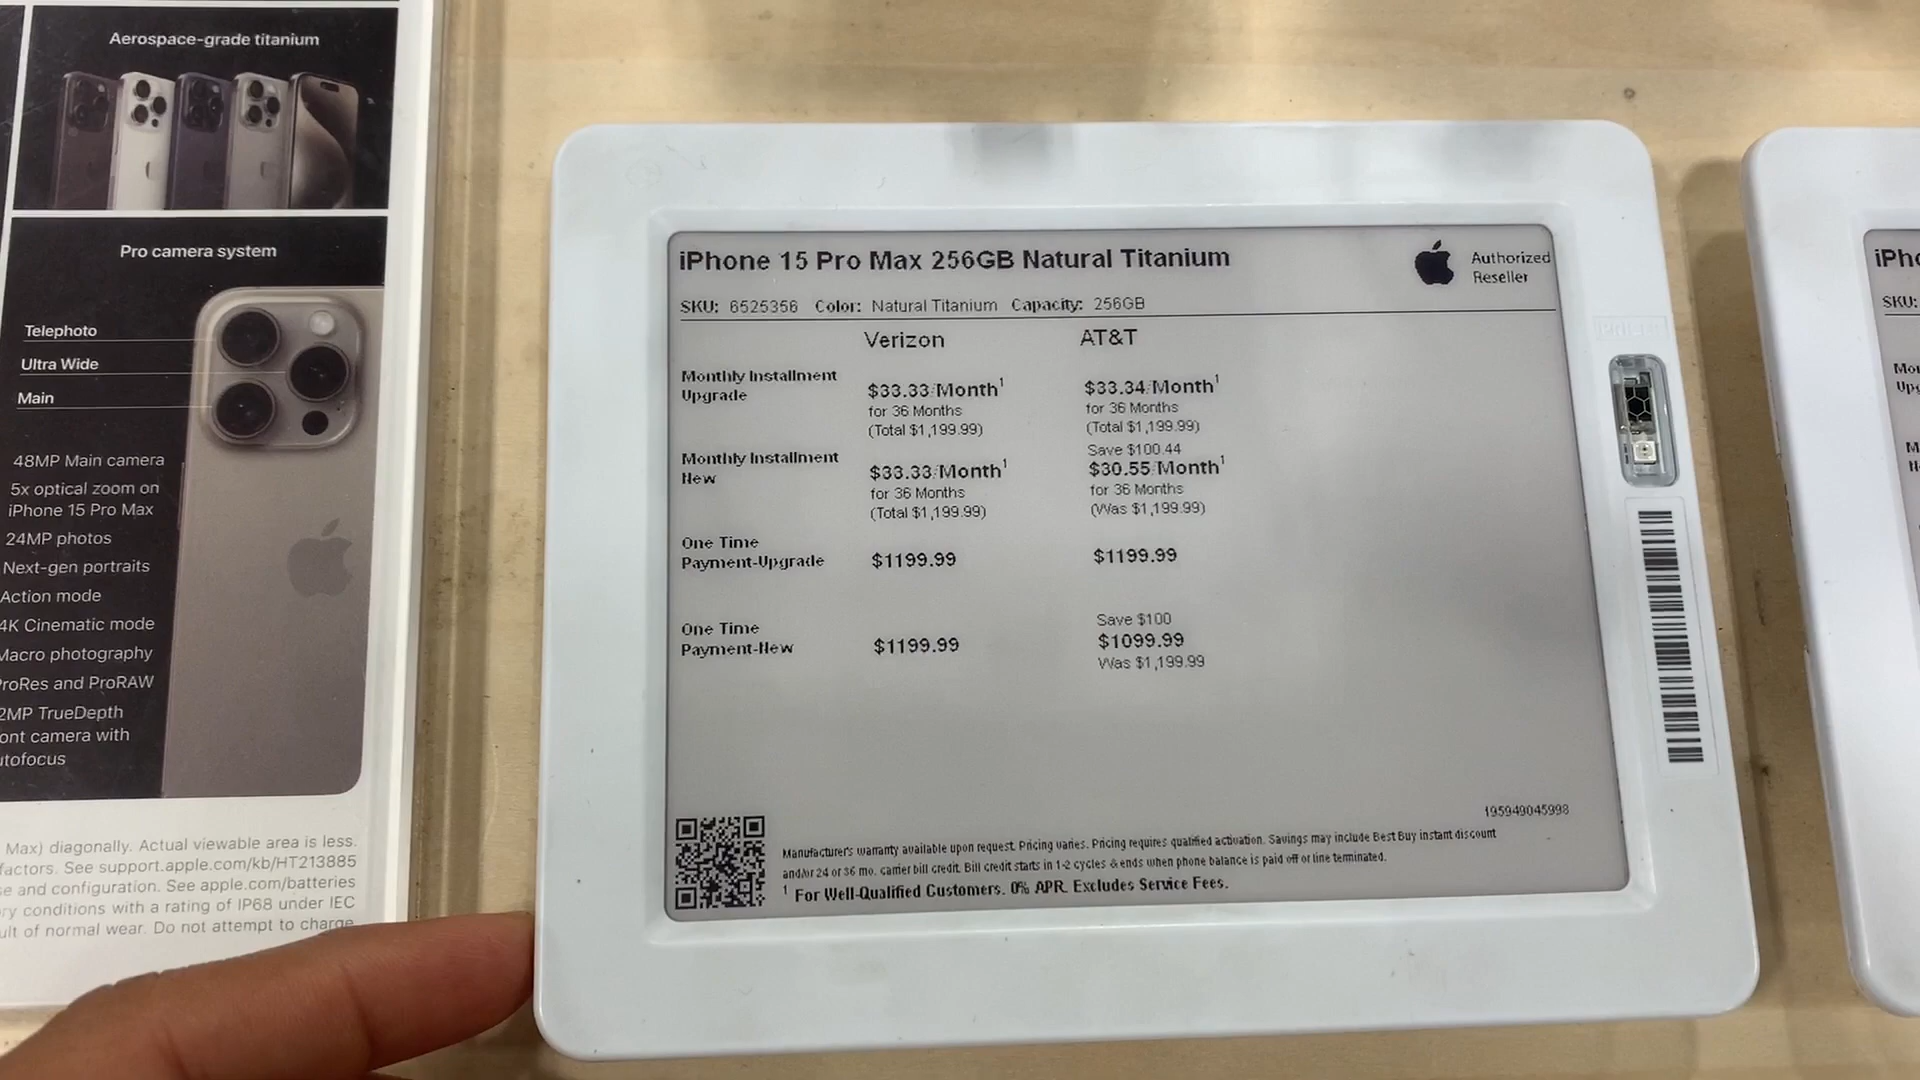 Aerospace-grade titanium
Pro camera system
Telephoto
Ultra Wide
Main
48MP Main camera
5x optical zoom on
iPhone 15 Pro Max
24MP photos
Next-gen portraits
Action mode
4K Cinematic mode
Macro photography
ProRes and ProRAW
2MP TrueDepth
ont camera with
utofocus
Max) diagonally. Actual viewable area is less.
factors. See support.apple.com/kb/HT213885
se and configuration. See apple.com/batteries
ry conditions with a rating of IP68 under IEC
ult of normal wear. Do not attempt to charge
iPhone 15 Pro Max 256GB Natural Titanium
Authorized
Reseller
SKU: 6525356 Color: Natural Titanium Capacity: 256GB
Verizon AT&T
Monthly Installment
Upgrade
$33.33/Month1
for 36 Months
(Total $1,199.99)
$33.34/Month1
for 36 Months
(Total $1,199.99)
Monthly Installment
New
$33.33/Month1
for 36 Months
(Total $1,199.99)
Save $100.44
$30.55/Month1
for 36 Months
(Was $1,199.99)
One Time
Payment-Upgrade
$1199.99
$1199.99
One Time
Payment-New
$1199.99
Save $100
$1099.99
Was $1,199.99
195949045998
Manufacturer's warranty available upon request. Pricing varies. Pricing requires qualified activation. Savings may include Best Buy instant discount
and/or 24 or 36 mo. carrier bill credit. Bill credit starts in 1-2 cycles & ends when phone balance is paid off or line terminated.
1 For Well-Qualified Customers. 0% APR. Excludes Service Fees.
iPho
SKU: